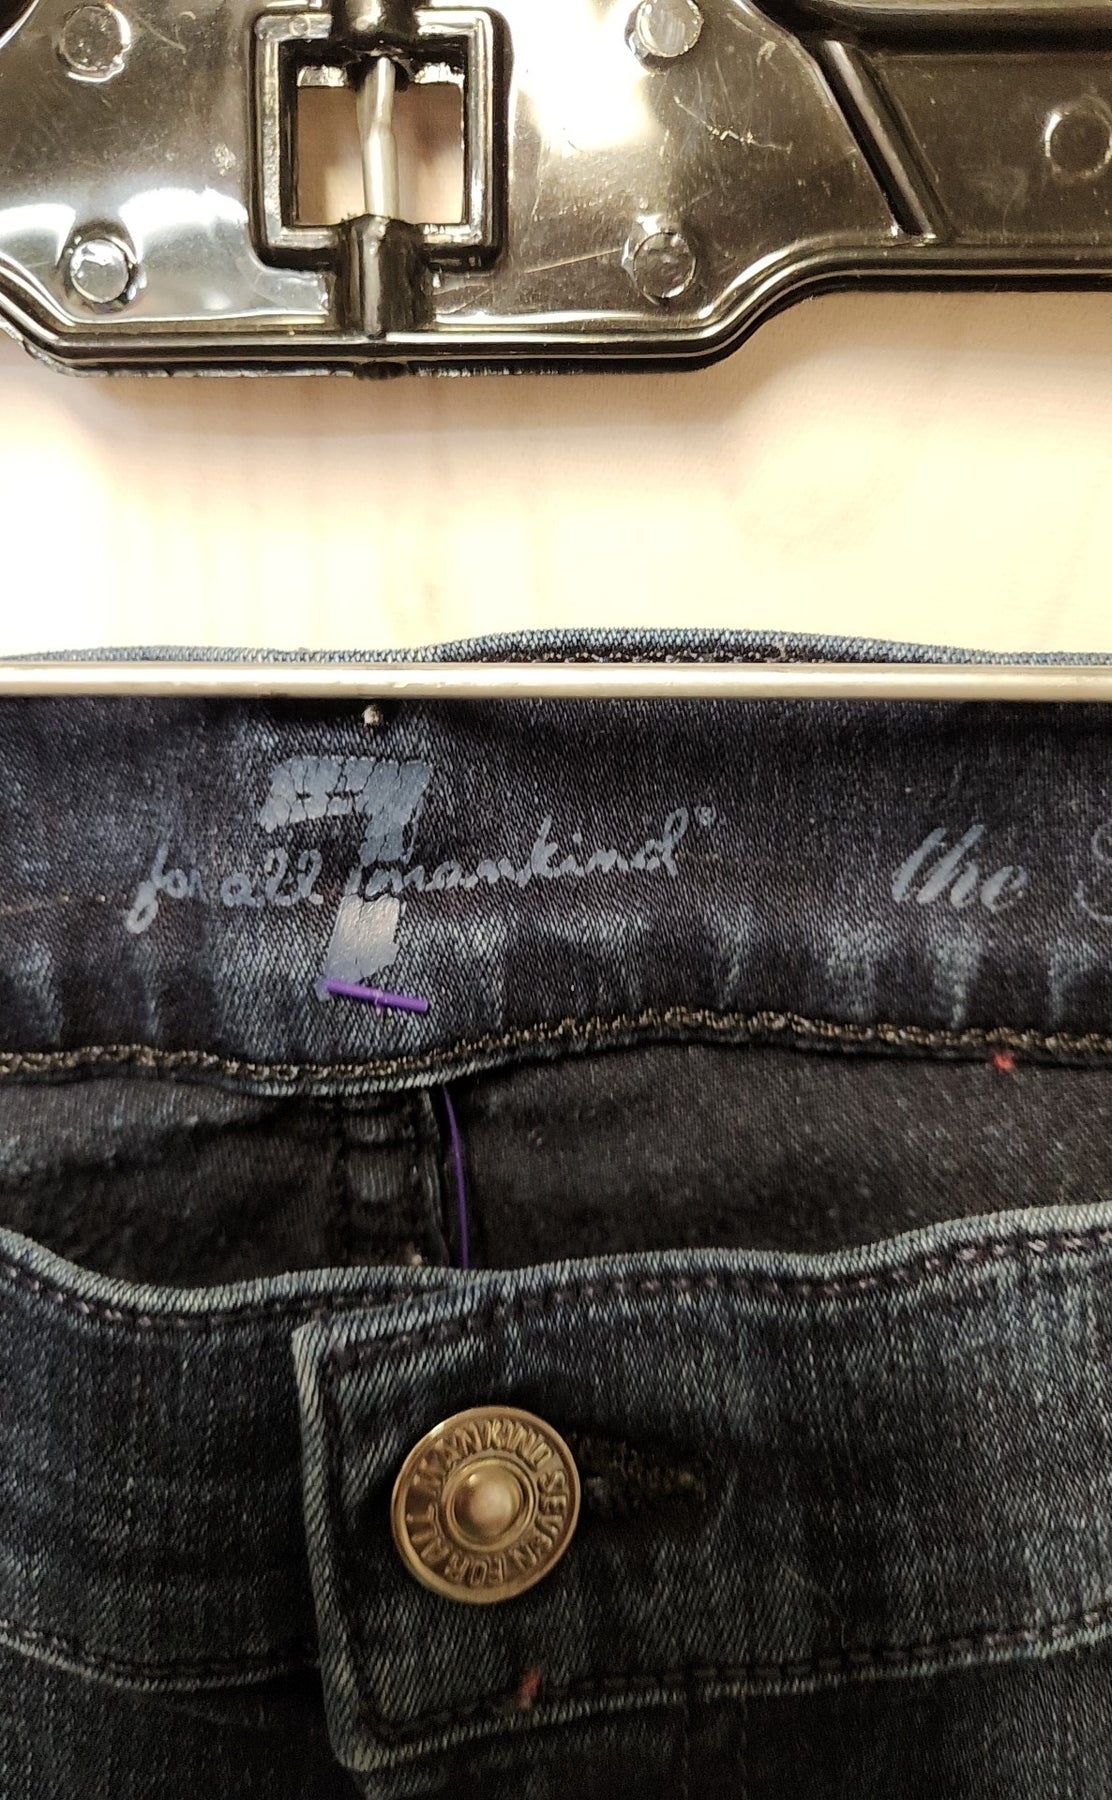 7
for all mankind®
the
SEVEN FOR ALL MANKIND